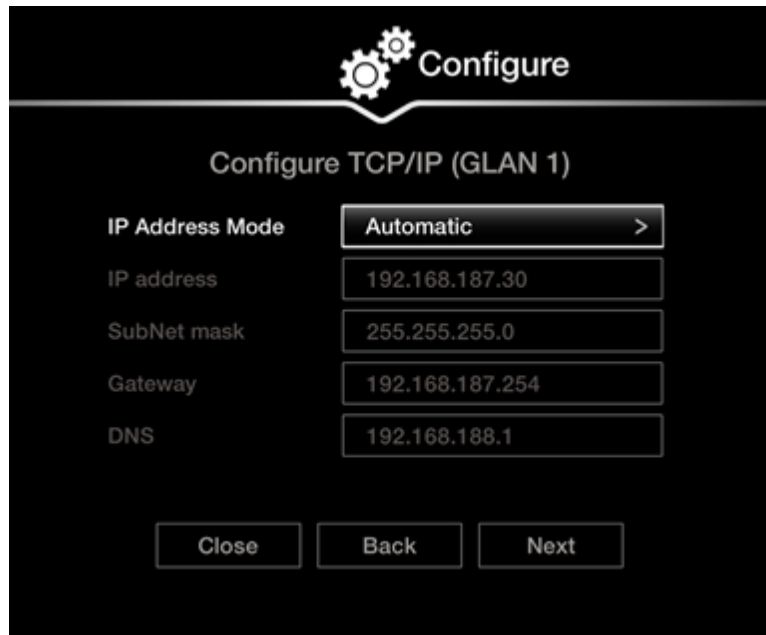 Configure
Configure TCP/IP (GLAN 1)
IP Address Mode Automatic >
IP address 192.168.187.30
SubNet mask 255.255.255.0
Gateway 192.168.187.254
DNS 192.168.188.1
Close Back Next